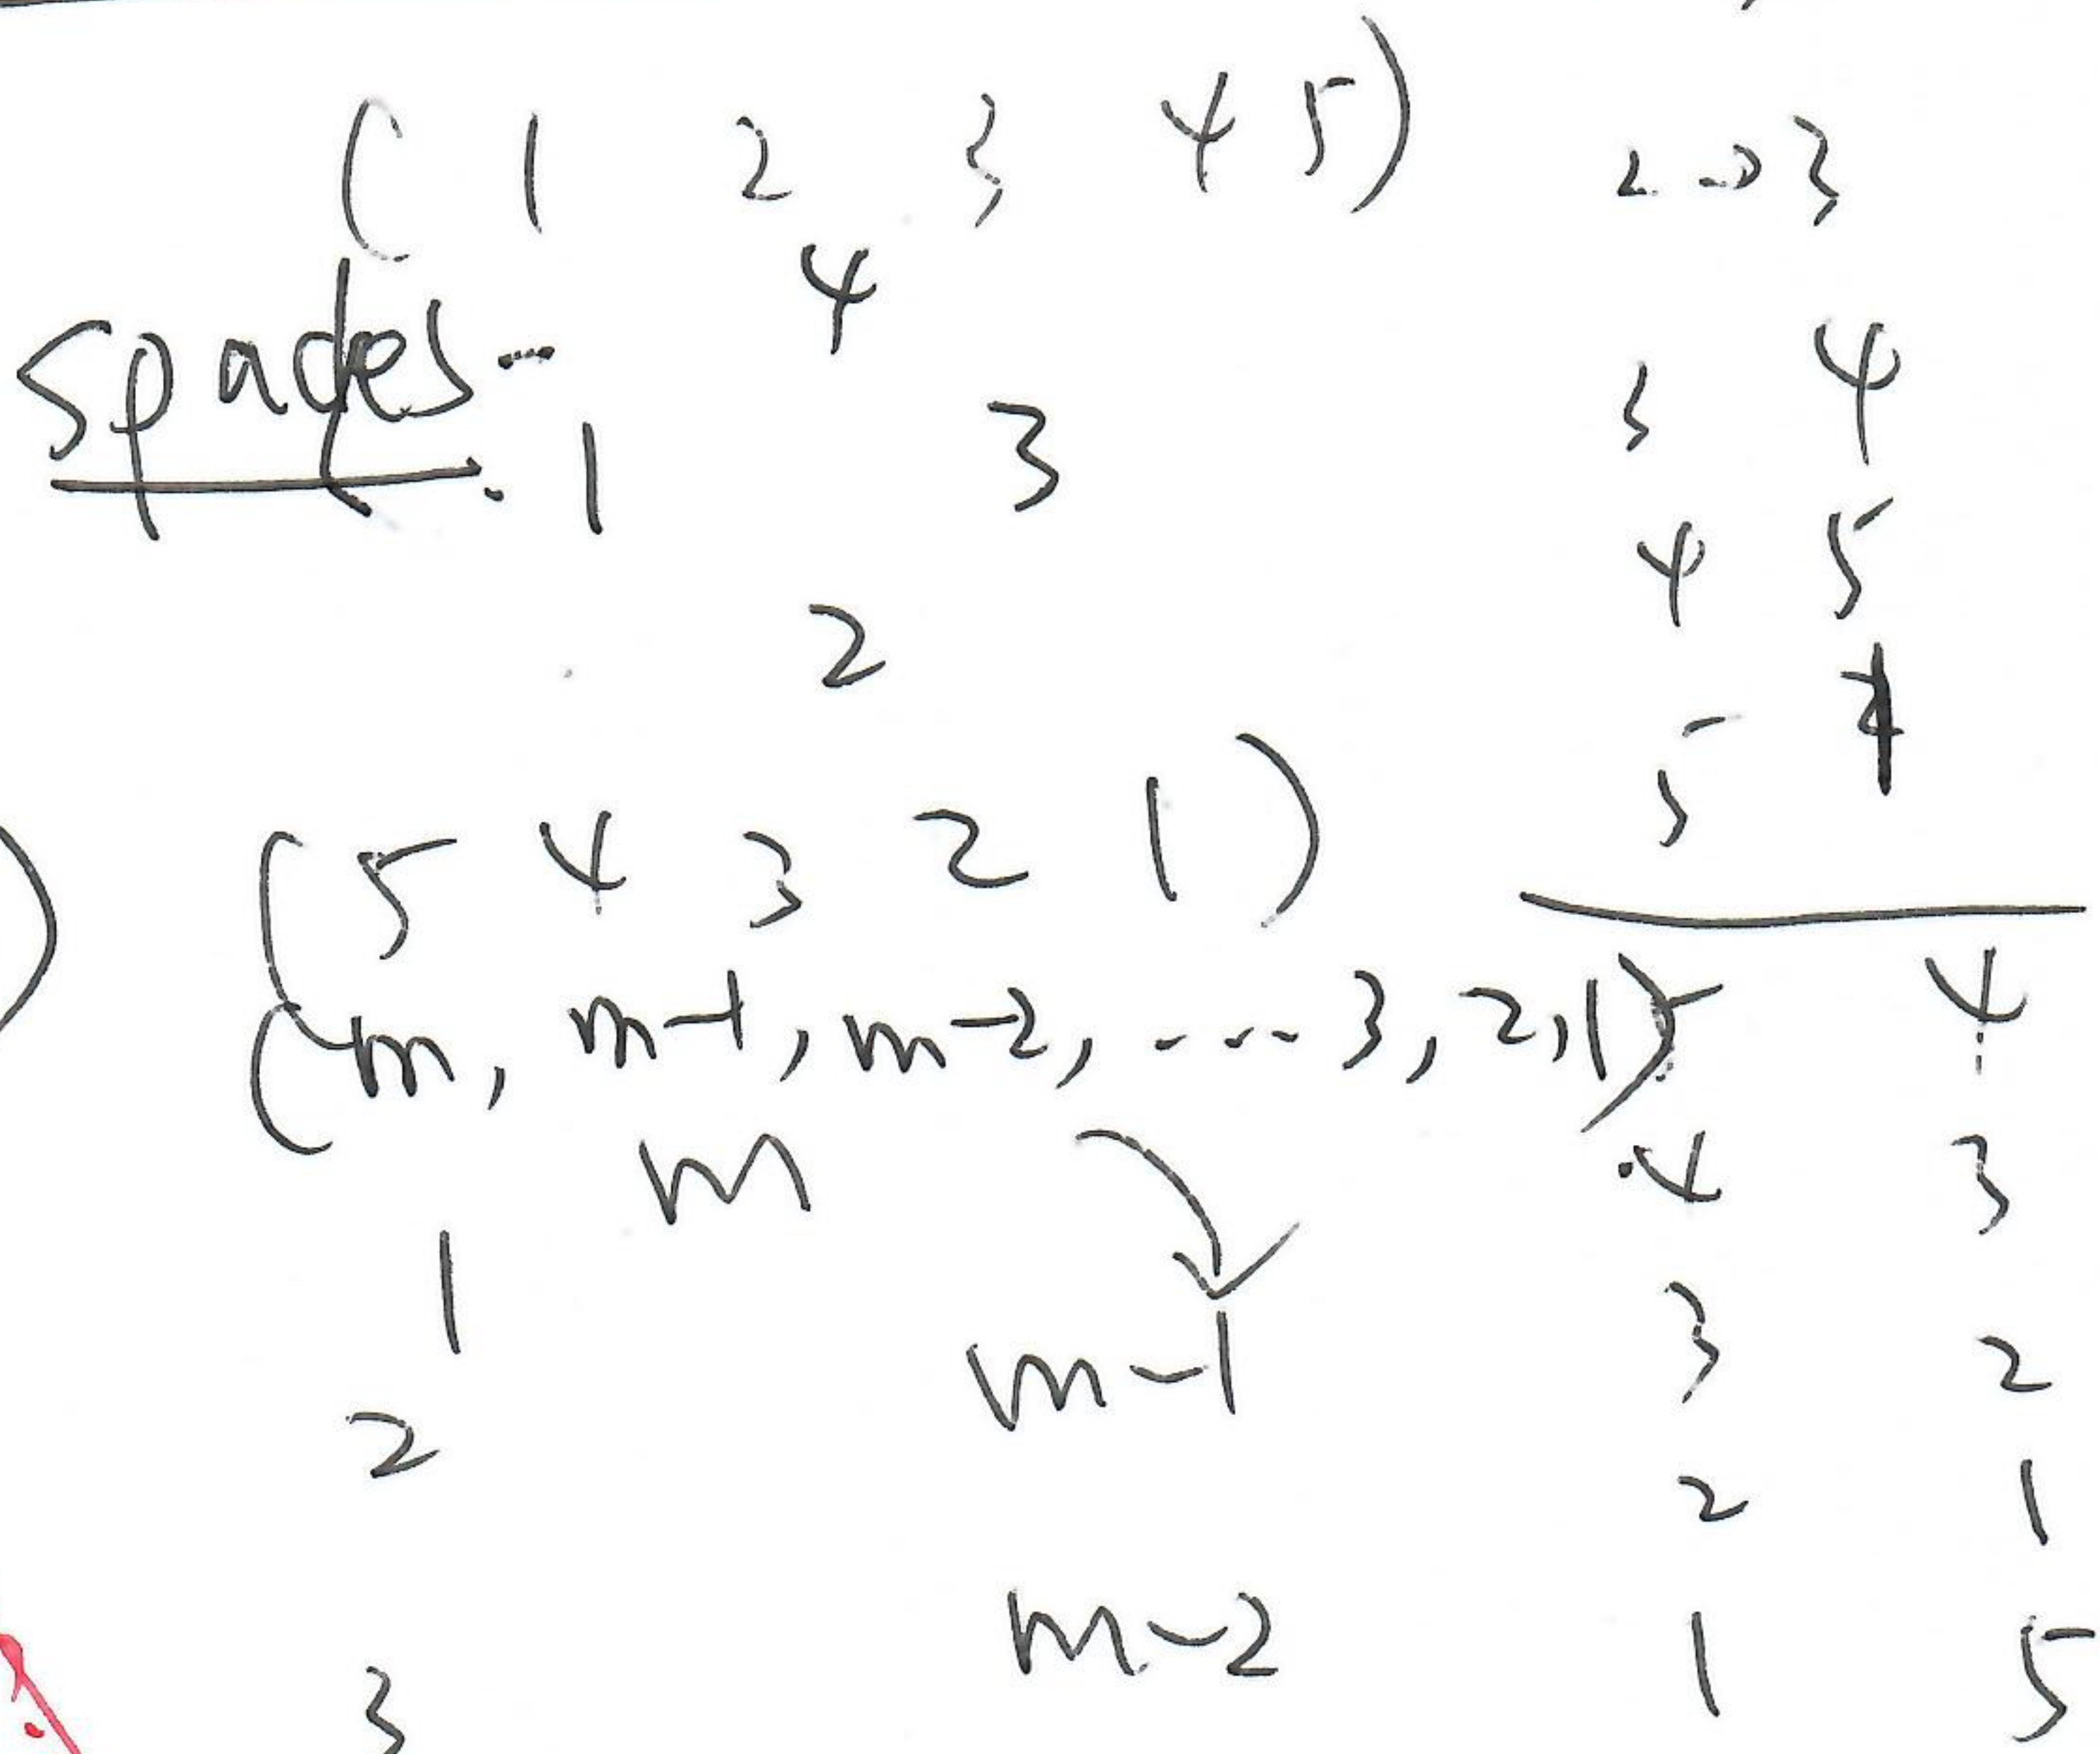 ( 1 2 3 4 5 ) 2 → 3
4
spades 3 4
1 3
4 5
2
5 1
( 5 4 3 2 1 )
( m, m-1, m-2, .... 3, 2, 1 ) 5 4
m 4 3
1
m-1 3 2
2 2 1
m-2 1 5
3